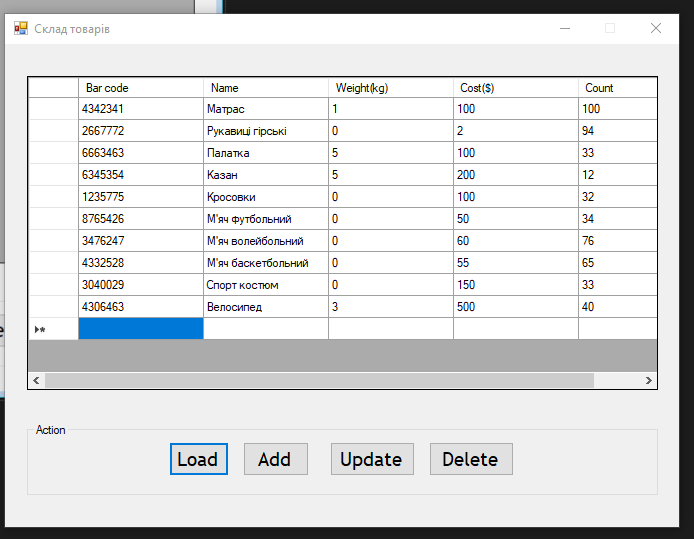 Склад товарів
Bar code Name Weight(kg) Cost($) Count
4342341 Матрас 1 100 100
2667772 Рукавиці гірські 0 2 94
6663463 Палатка 5 100 33
6345354 Казан 5 200 12
1235775 Кросовки 0 100 32
8765426 М'яч футбольний 0 50 34
3476247 М'яч волейбольний 0 60 76
4332528 М'яч баскетбольний 0 55 65
3040029 Спорт костюм 0 150 33
4306463 Велосипед 3 500 40
Action
Load Add Update Delete